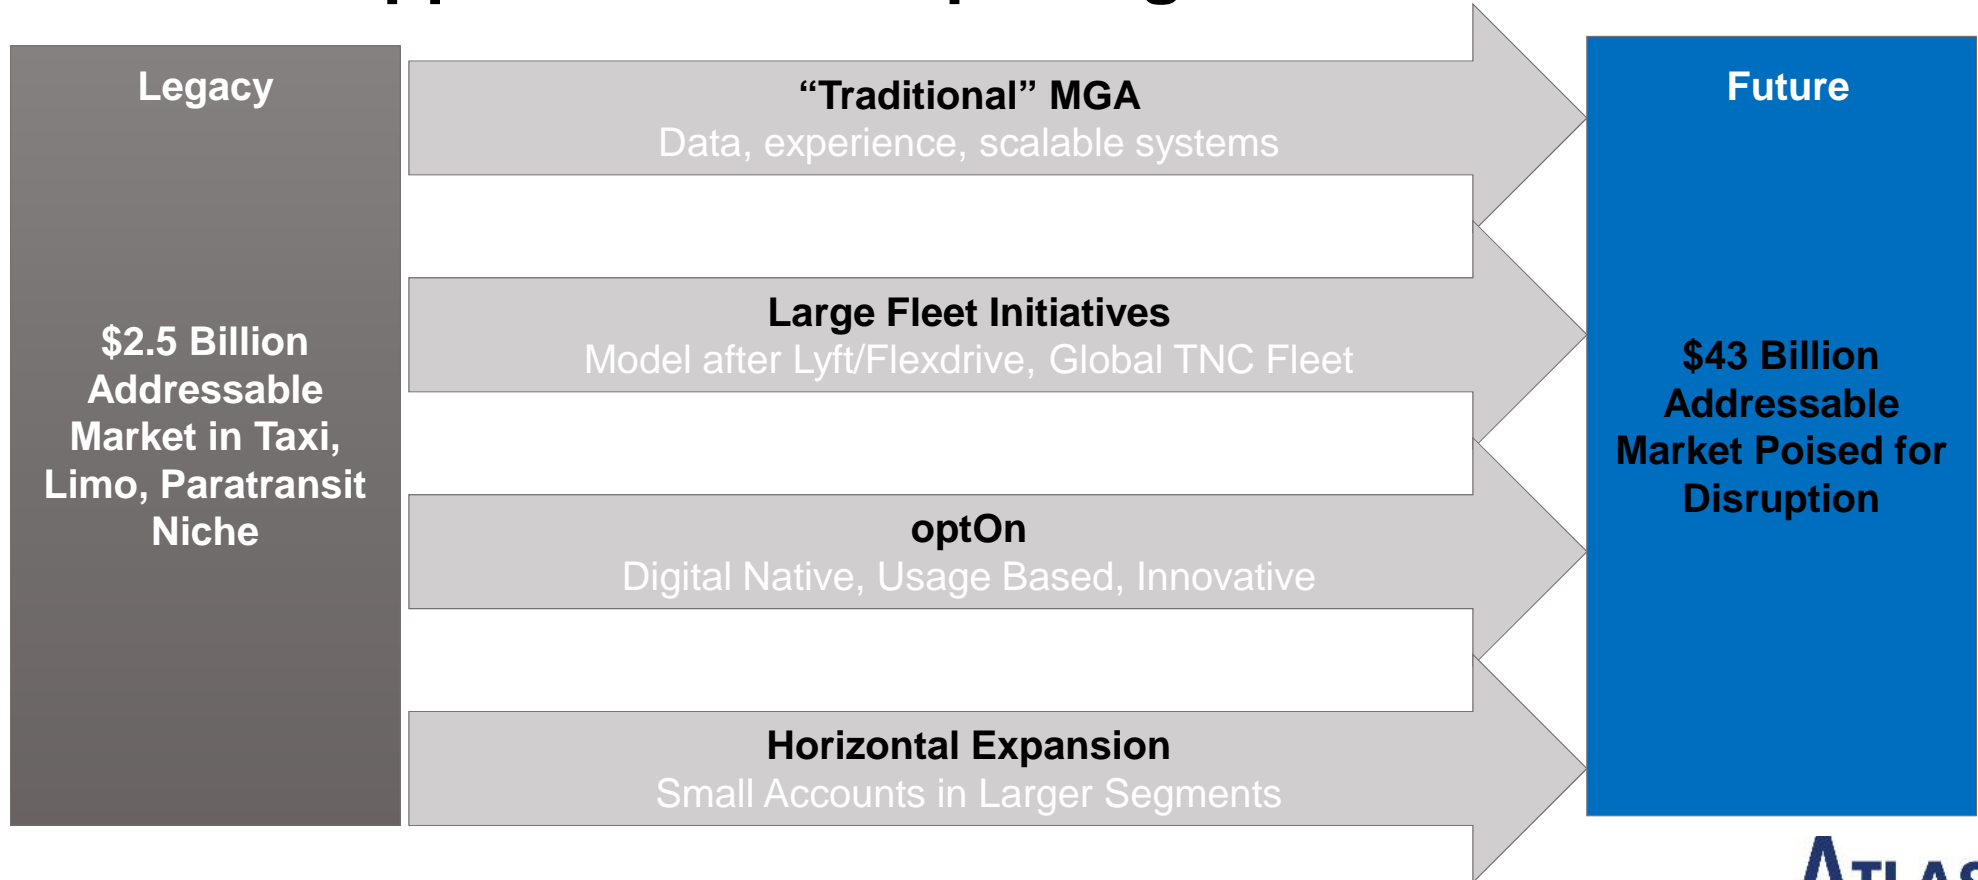 Legacy
$2.5 Billion
Addressable
Market in Taxi,
Limo, Paratransit
Niche
“Traditional” MGA
Data, experience, scalable systems
Large Fleet Initiatives
Model after Lyft/Flexdrive, Global TNC Fleet
optOn
Digital Native, Usage Based, Innovative
Horizontal Expansion
Small Accounts in Larger Segments
Future
$43 Billion
Addressable
Market Poised for
Disruption
ATLAS